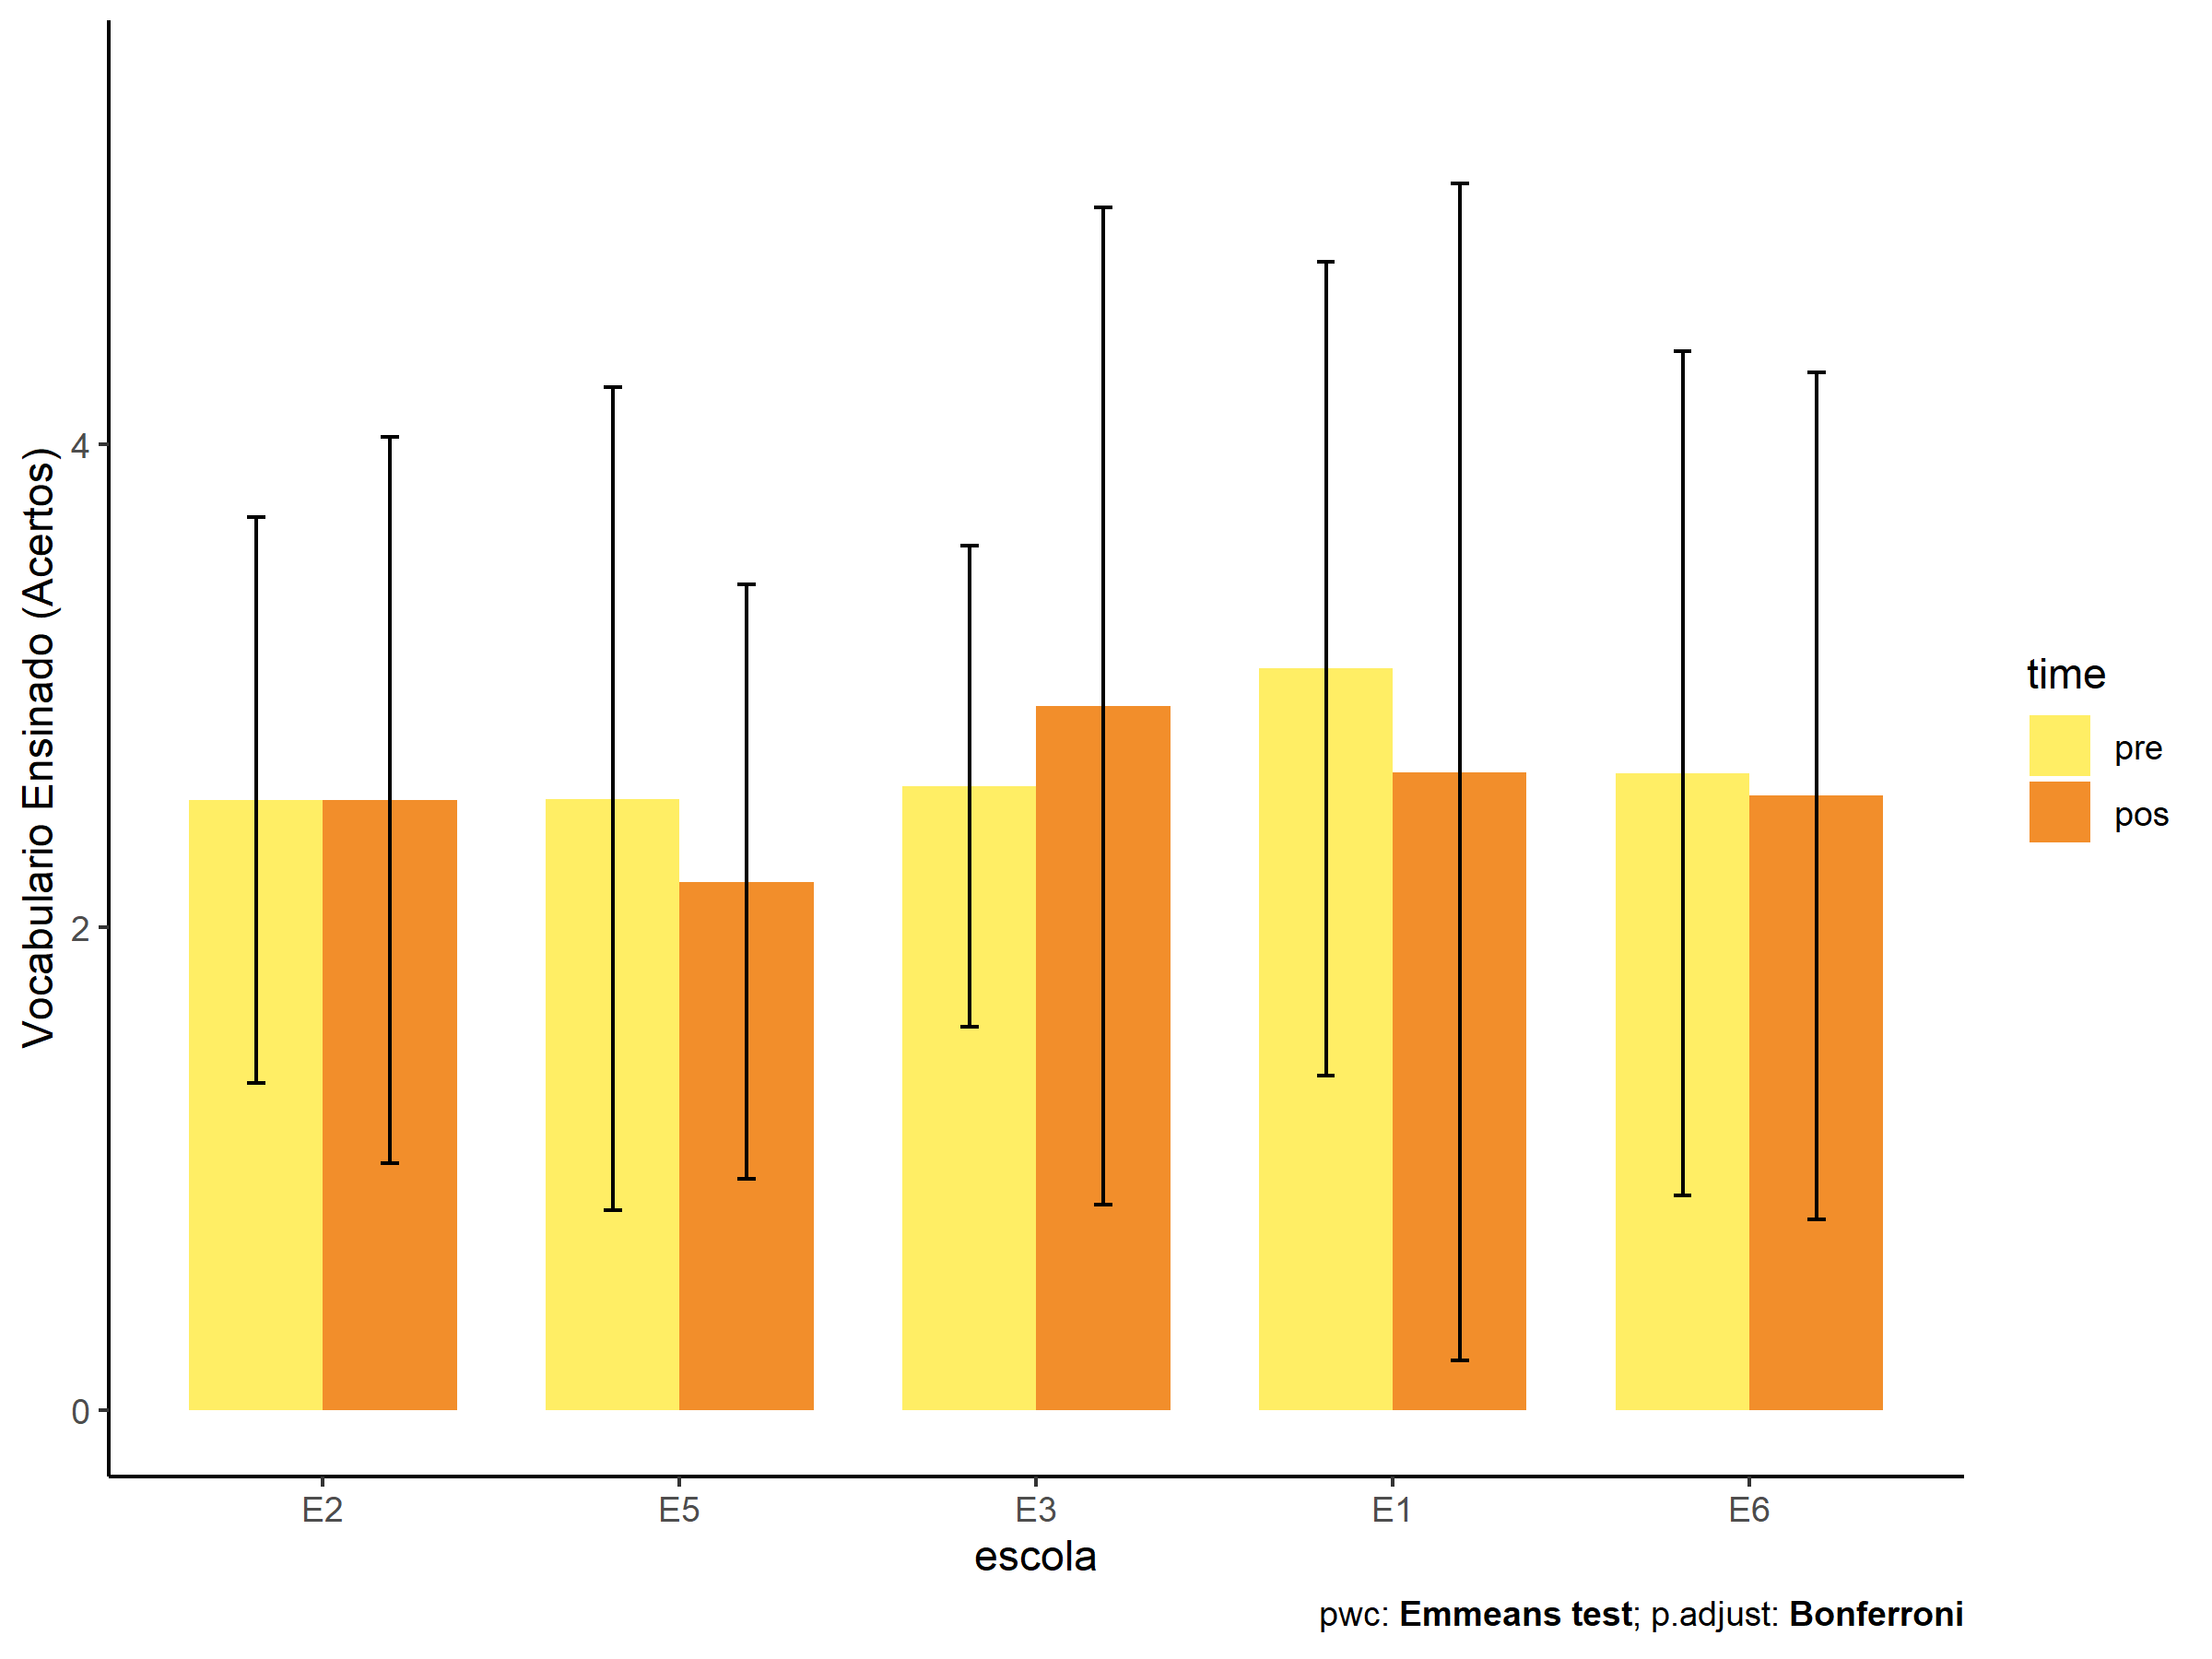 Vocabulario Ensinado (Acertos)
4
2
0
E2 E5 E3 E1 E6
escola
time
pre
pos
pwc: Emmeans test; p.adjust: Bonferroni